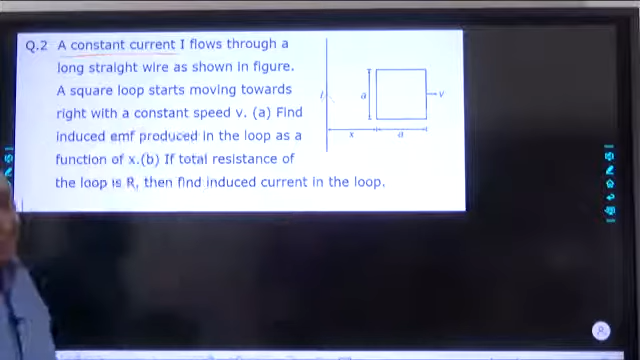 Q.2 A constant current I flows through a
long straight wire as shown in figure.
A square loop starts moving towards
right with a constant speed v. (a) Find
induced emf produced in the loop as a
function of x.(b) If total resistance of
the loop is R, then find induced current in the loop.
I
a
v
x
a